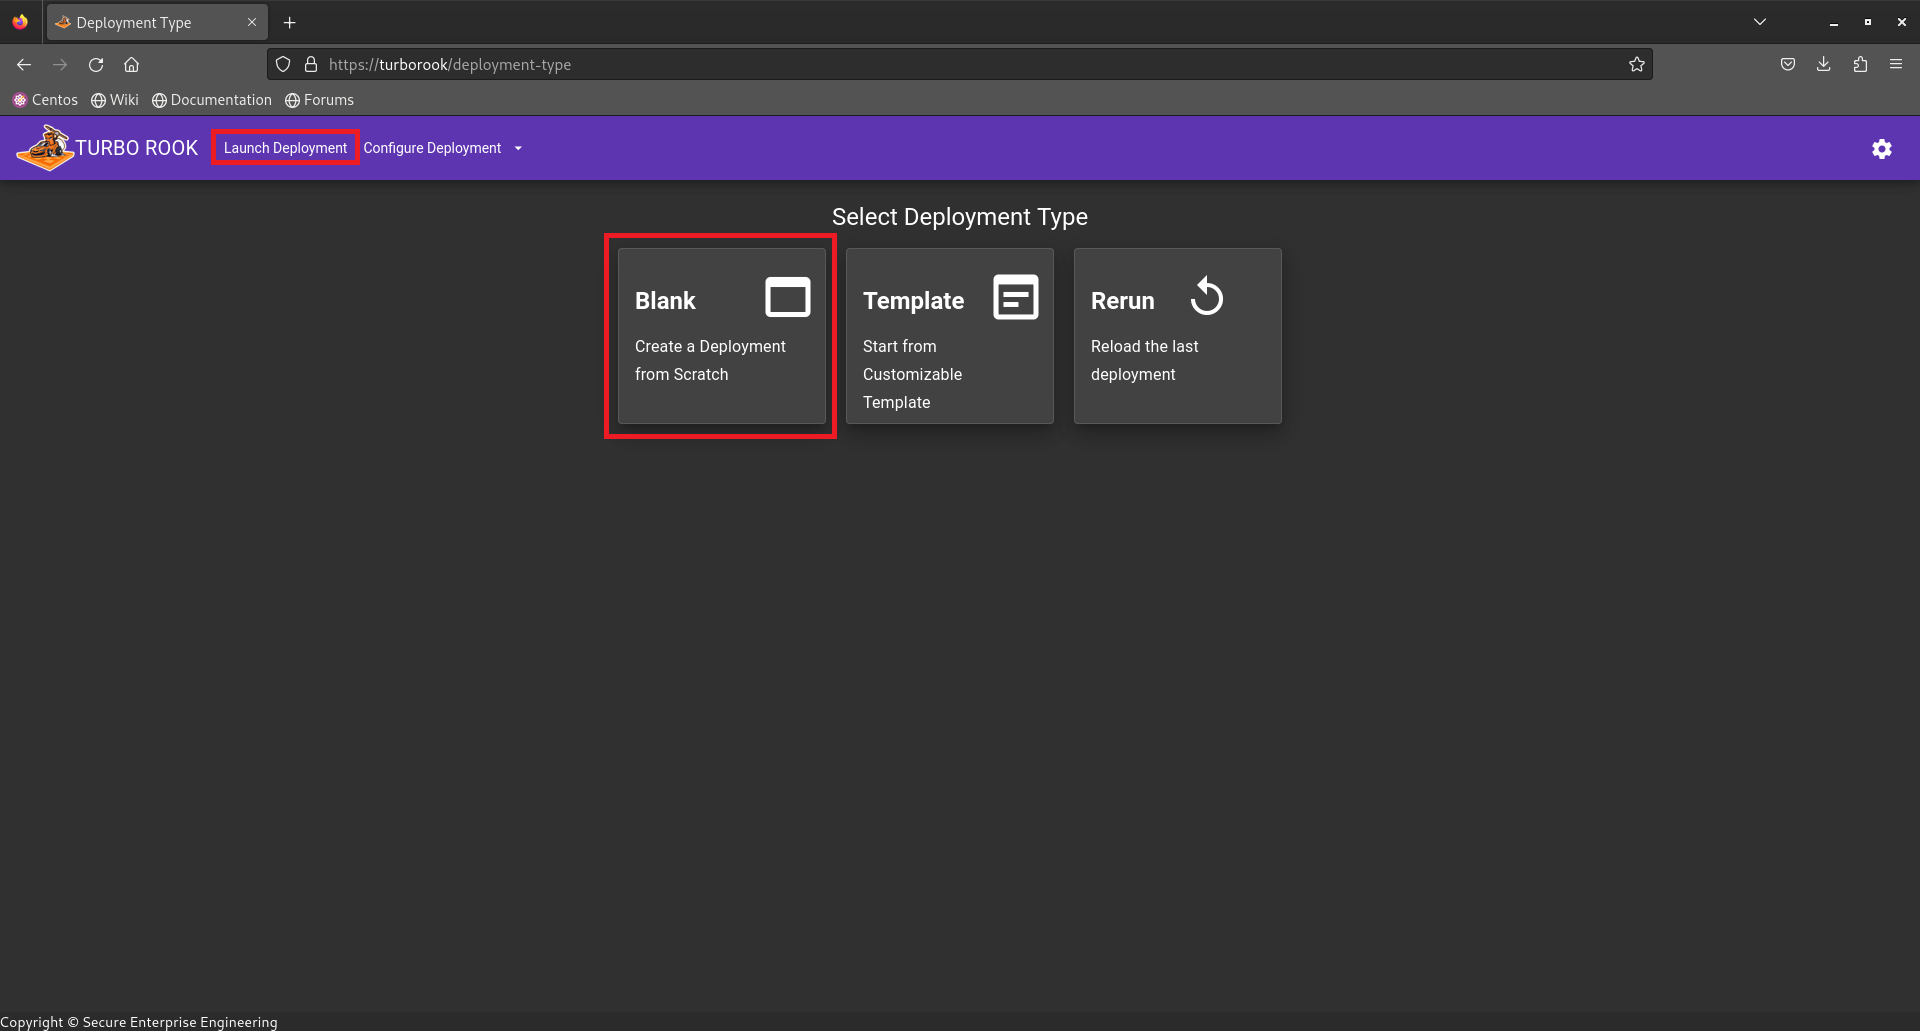 Deployment Type
https://turborook/deployment-type
Centos Wiki Documentation Forums
TURBO ROOK Launch Deployment Configure Deployment
Select Deployment Type
Blank
Create a Deployment
from Scratch
Template
Start from
Customizable
Template
Rerun
Reload the last
deployment
Copyright © Secure Enterprise Engineering